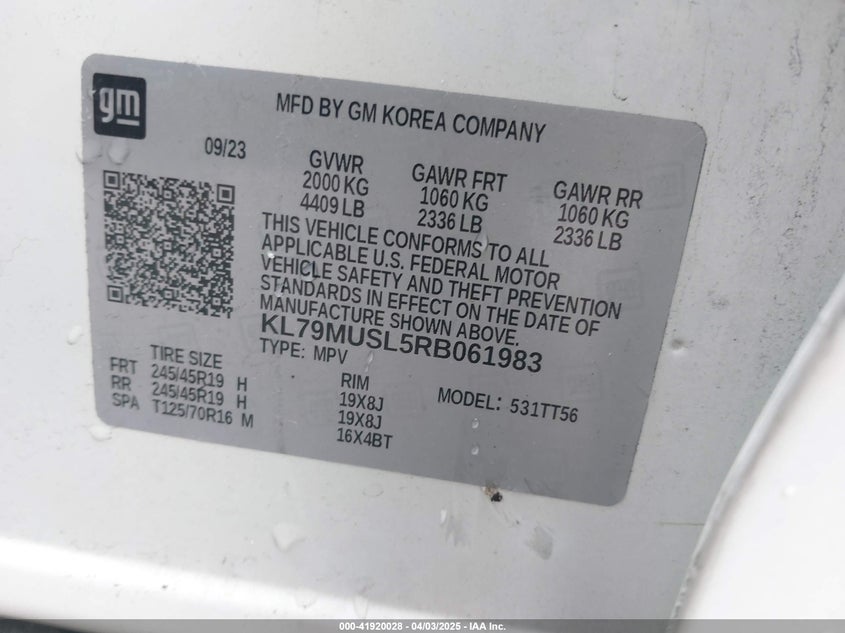 gm
MFD BY GM KOREA COMPANY
09/23
GVWR
2000 KG
4409 LB
GAWR FRT
1060 KG
2336 LB
GAWR RR
1060 KG
2336 LB
THIS VEHICLE CONFORMS TO ALL
APPLICABLE U.S. FEDERAL MOTOR
VEHICLE SAFETY AND THEFT PREVENTION
STANDARDS IN EFFECT ON THE DATE OF
MANUFACTURE SHOWN ABOVE.
KL79MUSL5RB061983
TYPE: MPV
MODEL: 531TT56
TIRE SIZE
FRT 245/45R19 H
RR 245/45R19 H
SPA T125/70R16 M
RIM
19X8J
19X8J
16X4BT
000-41920028 - 04/03/2025 - IAA Inc.